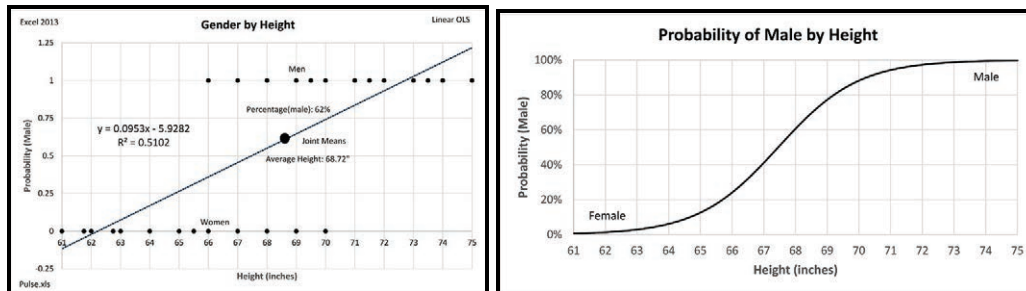 Excel 2013
Gender by Height
Linear OLS
1.25
Men
1
Percentage(male): 62%
0.75
y = 0.0953x - 5.9282
R² = 0.5102
Joint Means
Average Height: 68.72"
0.5
0.25
Women
0
61 62 63 64 65 66 67 68 69 70 71 72 73 74 75
-0.25
Probability (Male)
Height (inches)
Pulse.xls
Probability of Male by Height
100%
Male
80%
60%
40%
20%
Female
0%
61 62 63 64 65 66 67 68 69 70 71 72 73 74 75
Probability (Male)
Height (inches)